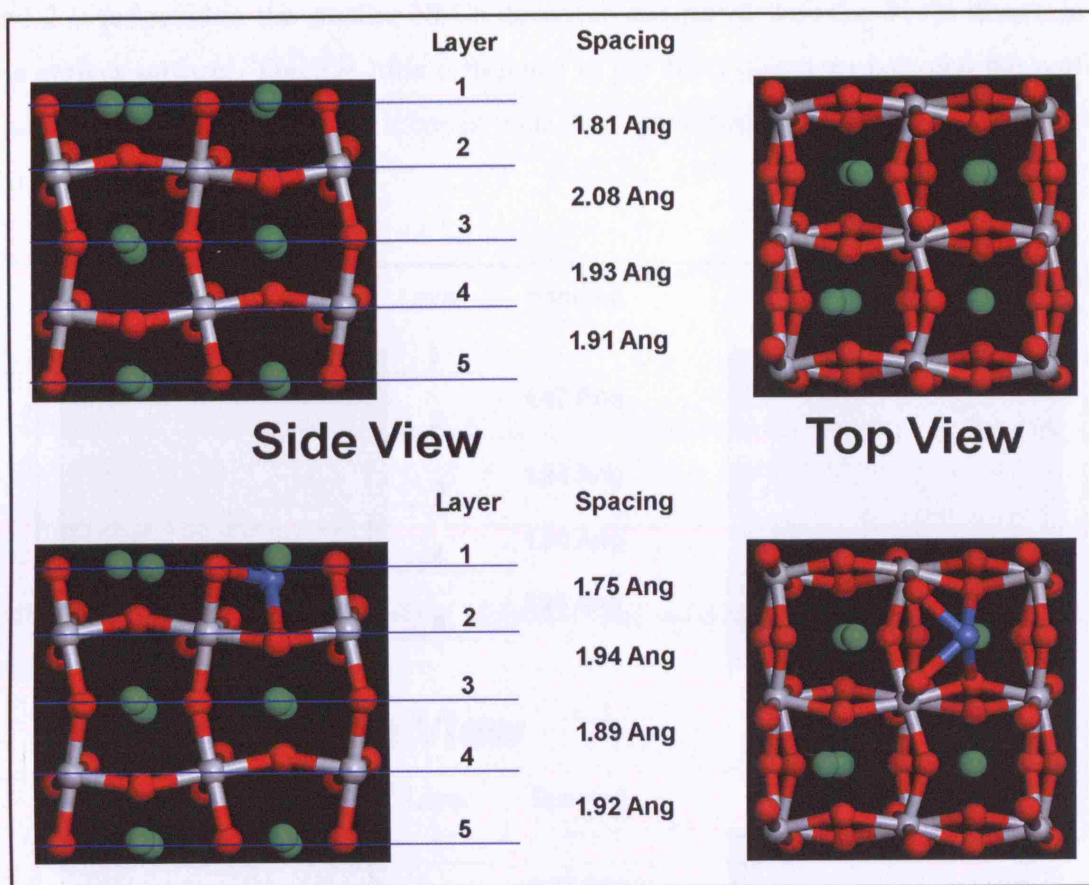 Layer Spacing
1
1.81 Ang
2
2.08 Ang
3
1.93 Ang
4
1.91 Ang
5
Side View Top View
Layer Spacing
1
1.75 Ang
2
1.94 Ang
3
1.89 Ang
4
1.92 Ang
5